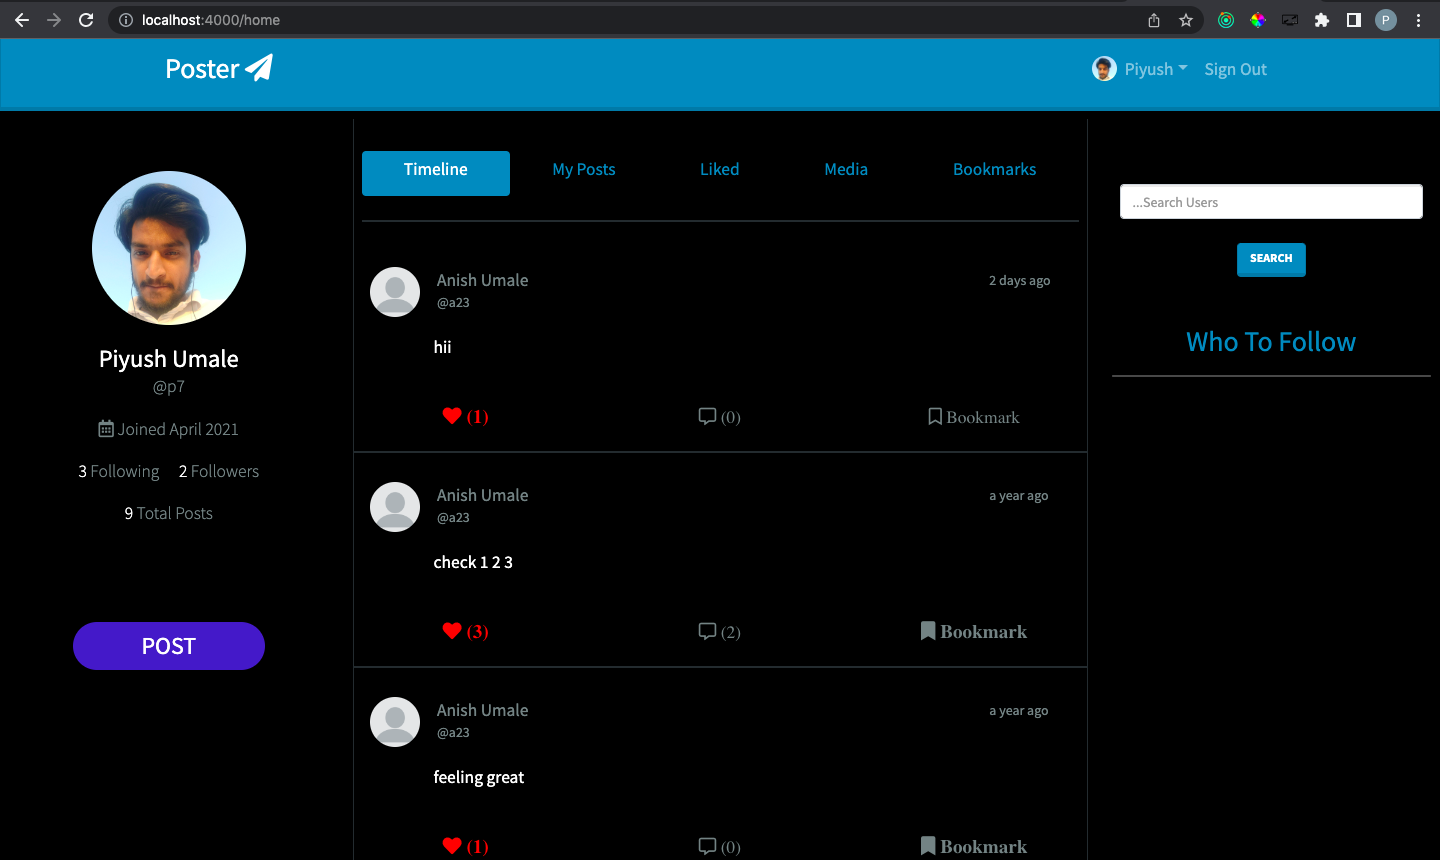 localhost:4000/home
P
Poster
Piyush
Sign Out
Piyush Umale
@p7
Joined April 2021
3 Following 2 Followers
9 Total Posts
POST
Timeline My Posts Liked Media Bookmarks
Anish Umale 2 days ago
@a23
hii
(1) (0) Bookmark
Anish Umale a year ago
@a23
check 1 2 3
(3) (2) Bookmark
Anish Umale a year ago
@a23
feeling great
(1) (0) Bookmark
...Search Users
SEARCH
Who To Follow